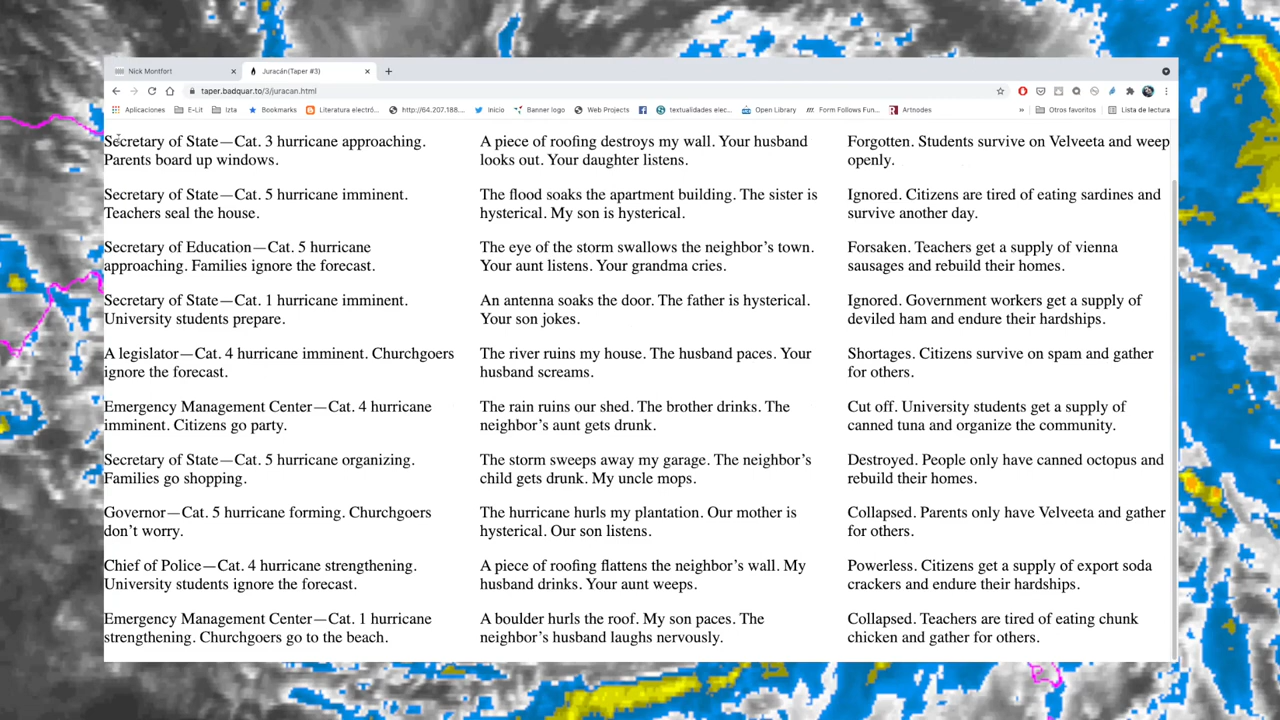 Nick Montfort
Juracán(Taper #3)
taper.badquar.to/3/juracan.html
Aplicaciones
E-Lit
Izta
Bookmarks
Literatura electró...
http://64.207.188....
Inicio
Banner logo
Web Projects
textualidades elec...
Open Library
Form Follows Fun...
Artnodes
»
Otros favoritos
Lista de lectura
Secretary of State—Cat. 3 hurricane approaching.
Parents board up windows.
Secretary of State—Cat. 5 hurricane imminent.
Teachers seal the house.
Secretary of Education—Cat. 5 hurricane
approaching. Families ignore the forecast.
Secretary of State—Cat. 1 hurricane imminent.
University students prepare.
A legislator—Cat. 4 hurricane imminent. Churchgoers
ignore the forecast.
Emergency Management Center—Cat. 4 hurricane
imminent. Citizens go party.
Secretary of State—Cat. 5 hurricane organizing.
Families go shopping.
Governor—Cat. 5 hurricane forming. Churchgoers
don’t worry.
Chief of Police—Cat. 4 hurricane strengthening.
University students ignore the forecast.
Emergency Management Center—Cat. 1 hurricane
strengthening. Churchgoers go to the beach.
A piece of roofing destroys my wall. Your husband
looks out. Your daughter listens.
The flood soaks the apartment building. The sister is
hysterical. My son is hysterical.
The eye of the storm swallows the neighbor’s town.
Your aunt listens. Your grandma cries.
An antenna soaks the door. The father is hysterical.
Your son jokes.
The river ruins my house. The husband paces. Your
husband screams.
The rain ruins our shed. The brother drinks. The
neighbor’s aunt gets drunk.
The storm sweeps away my garage. The neighbor’s
child gets drunk. My uncle mops.
The hurricane hurls my plantation. Our mother is
hysterical. Our son listens.
A piece of roofing flattens the neighbor’s wall. My
husband drinks. Your aunt weeps.
A boulder hurls the roof. My son paces. The
neighbor’s husband laughs nervously.
Forgotten. Students survive on Velveeta and weep
openly.
Ignored. Citizens are tired of eating sardines and
survive another day.
Forsaken. Teachers get a supply of vienna
sausages and rebuild their homes.
Ignored. Government workers get a supply of
deviled ham and endure their hardships.
Shortages. Citizens survive on spam and gather
for others.
Cut off. University students get a supply of
canned tuna and organize the community.
Destroyed. People only have canned octopus and
rebuild their homes.
Collapsed. Parents only have Velveeta and gather
for others.
Powerless. Citizens get a supply of export soda
crackers and endure their hardships.
Collapsed. Teachers are tired of eating chunk
chicken and gather for others.